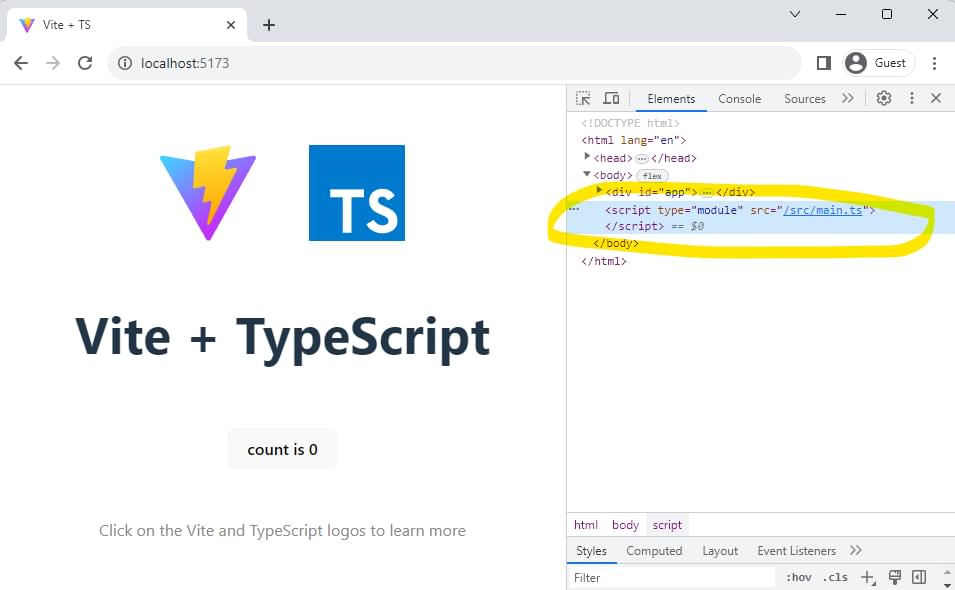 Vite + TS
localhost:5173
Guest
TS
Vite + TypeScript
count is 0
Click on the Vite and TypeScript logos to learn more
Elements Console Sources
<!DOCTYPE html>
<html lang="en">
<head>…</head>
<body> flex
<div id="app">…</div>
<script type="module" src="/src/main.ts">
</script> == $0
</body>
</html>
html body script
Styles Computed Layout Event Listeners
Filter :hov .cls